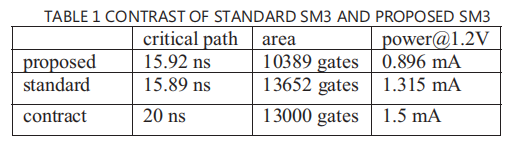 TABLE 1 CONTRAST OF STANDARD SM3 AND PROPOSED SM3
critical path area power@1.2V
proposed 15.92 ns 10389 gates 0.896 mA
standard 15.89 ns 13652 gates 1.315 mA
contract 20 ns 13000 gates 1.5 mA